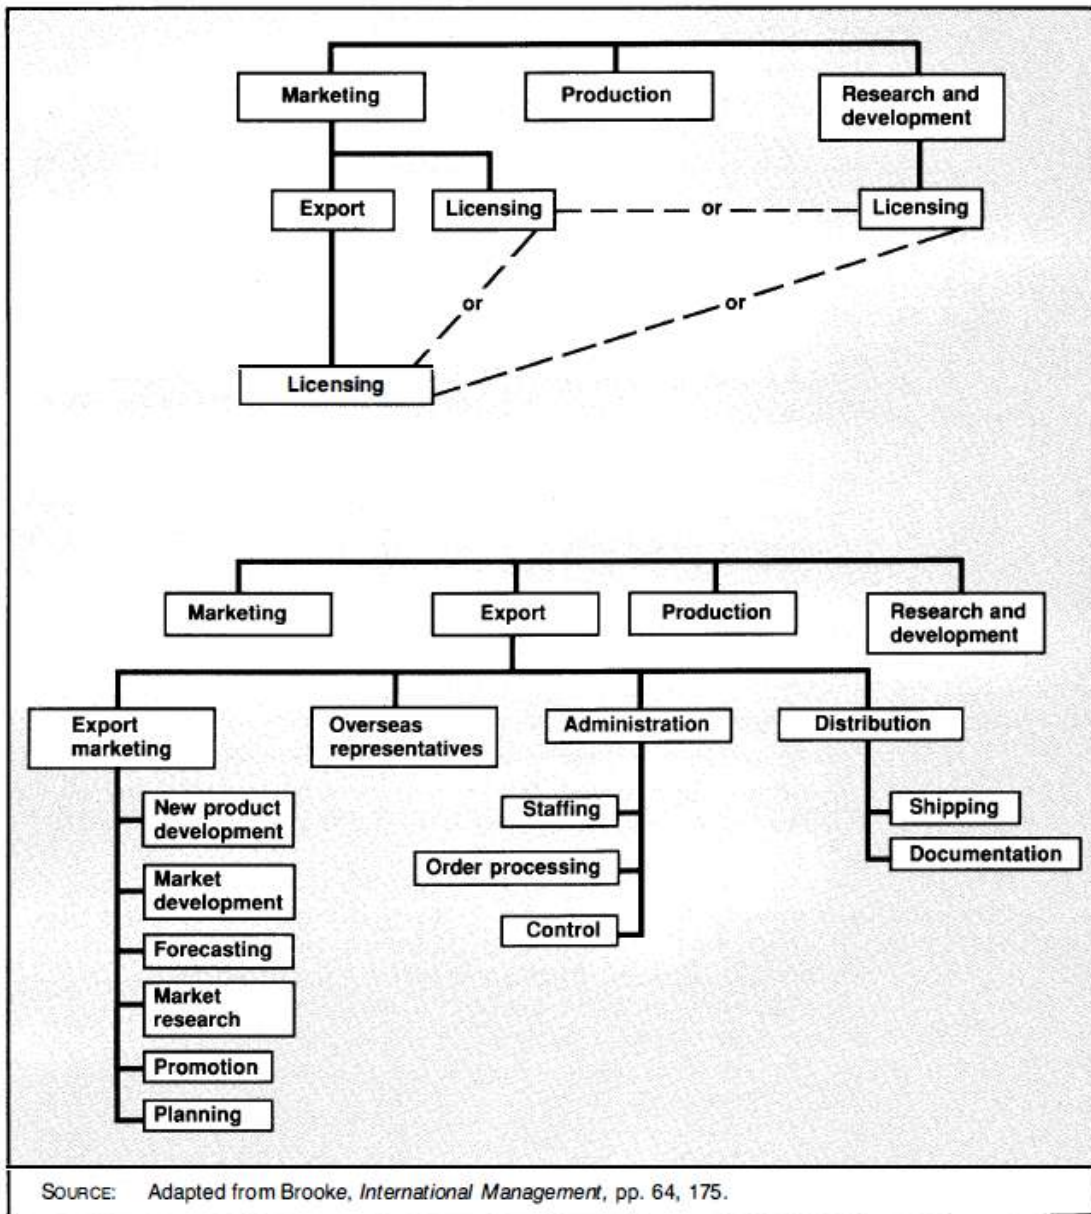 Marketing
Production
Research and
development
Export
Licensing
or
Licensing
or
or
Licensing
Marketing
Export
Production
Research and
development
Export
marketing
Overseas
representatives
Administration
Distribution
New product
development
Market
development
Forecasting
Market
research
Promotion
Planning
Staffing
Order processing
Control
Shipping
Documentation
SOURCE: Adapted from Brooke, International Management, pp. 64, 175.